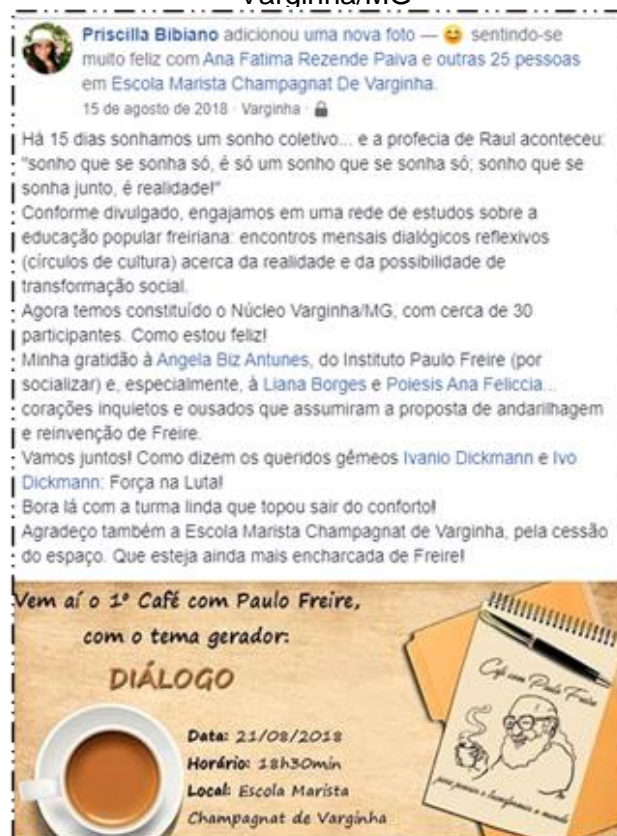 Varginha/MG
Priscilla Bibiano adicionou uma nova foto — 😊 sentindo-se
muito feliz com Ana Fatima Rezende Paiva e outras 25 pessoas
em Escola Marista Champagnat De Varginha.
15 de agosto de 2018 · Varginha ·
Há 15 dias sonhamos um sonho coletivo... e a profecia de Raul aconteceu:
"sonho que se sonha só, é só um sonho que se sonha só; sonho que se
sonha junto, é realidade!"
Conforme divulgado, engajamos em uma rede de estudos sobre a
educação popular freiriana: encontros mensais dialógicos reflexivos
(círculos de cultura) acerca da realidade e da possibilidade de
transformação social.
Agora temos constituído o Núcleo Varginha/MG, com cerca de 30
participantes. Como estou feliz!
Minha gratidão à Angela Biz Antunes, do Instituto Paulo Freire (por
socializar) e, especialmente, à Liana Borges e Poiesis Ana Feliccia...
corações inquietos e ousados que assumiram a proposta de andarilhagem
e reinvenção de Freire.
Vamos juntos! Como dizem os queridos gêmeos Ivanio Dickmann e Ivo
Dickmann: Força na Luta!
Bora lá com a turma linda que topou sair do conforto!
Agradeço também a Escola Marista Champagnat de Varginha, pela cessão
do espaço. Que esteja ainda mais encharcada de Freire!
Vem aí o 1º Café com Paulo Freire,
com o tema gerador:
DIÁLOGO
Data: 21/08/2018
Horário: 18h30min
Local: Escola Marista
Champagnat de Varginha
Café com Paulo Freire
para pensar e transformar o mundo